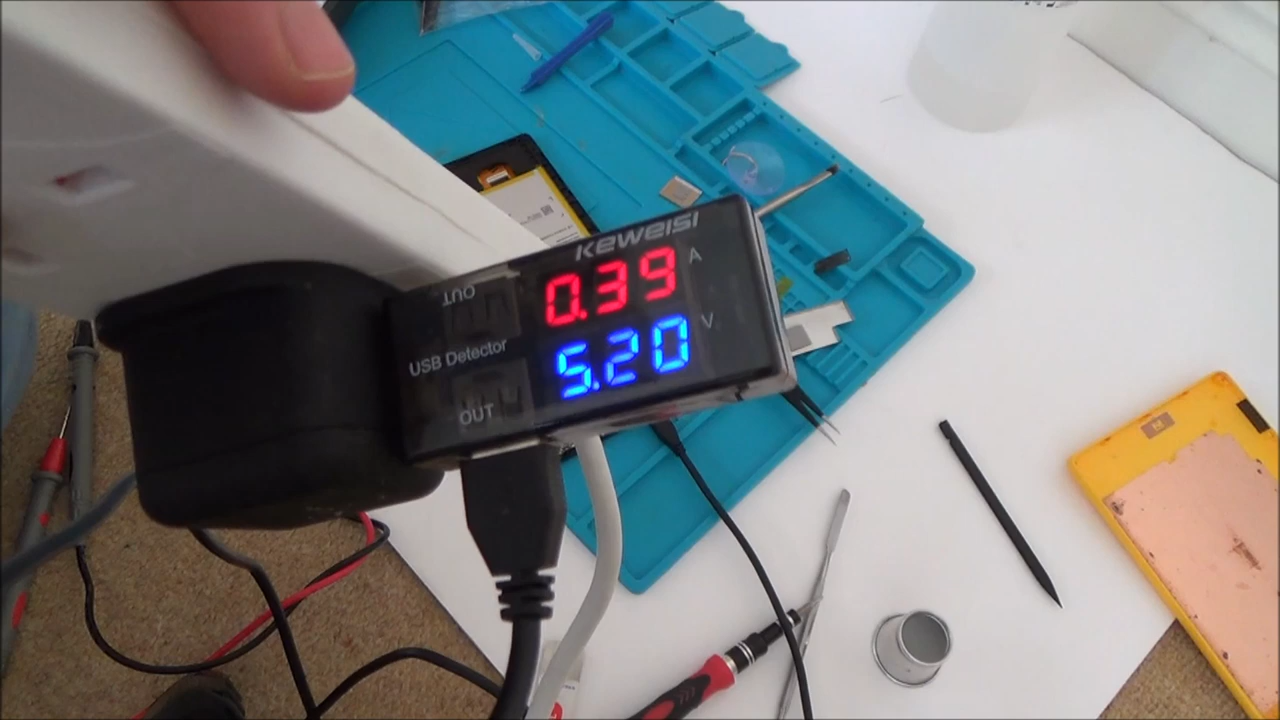 KEWEISI
OUT
0.39 A
USB Detector
5.20 V
OUT